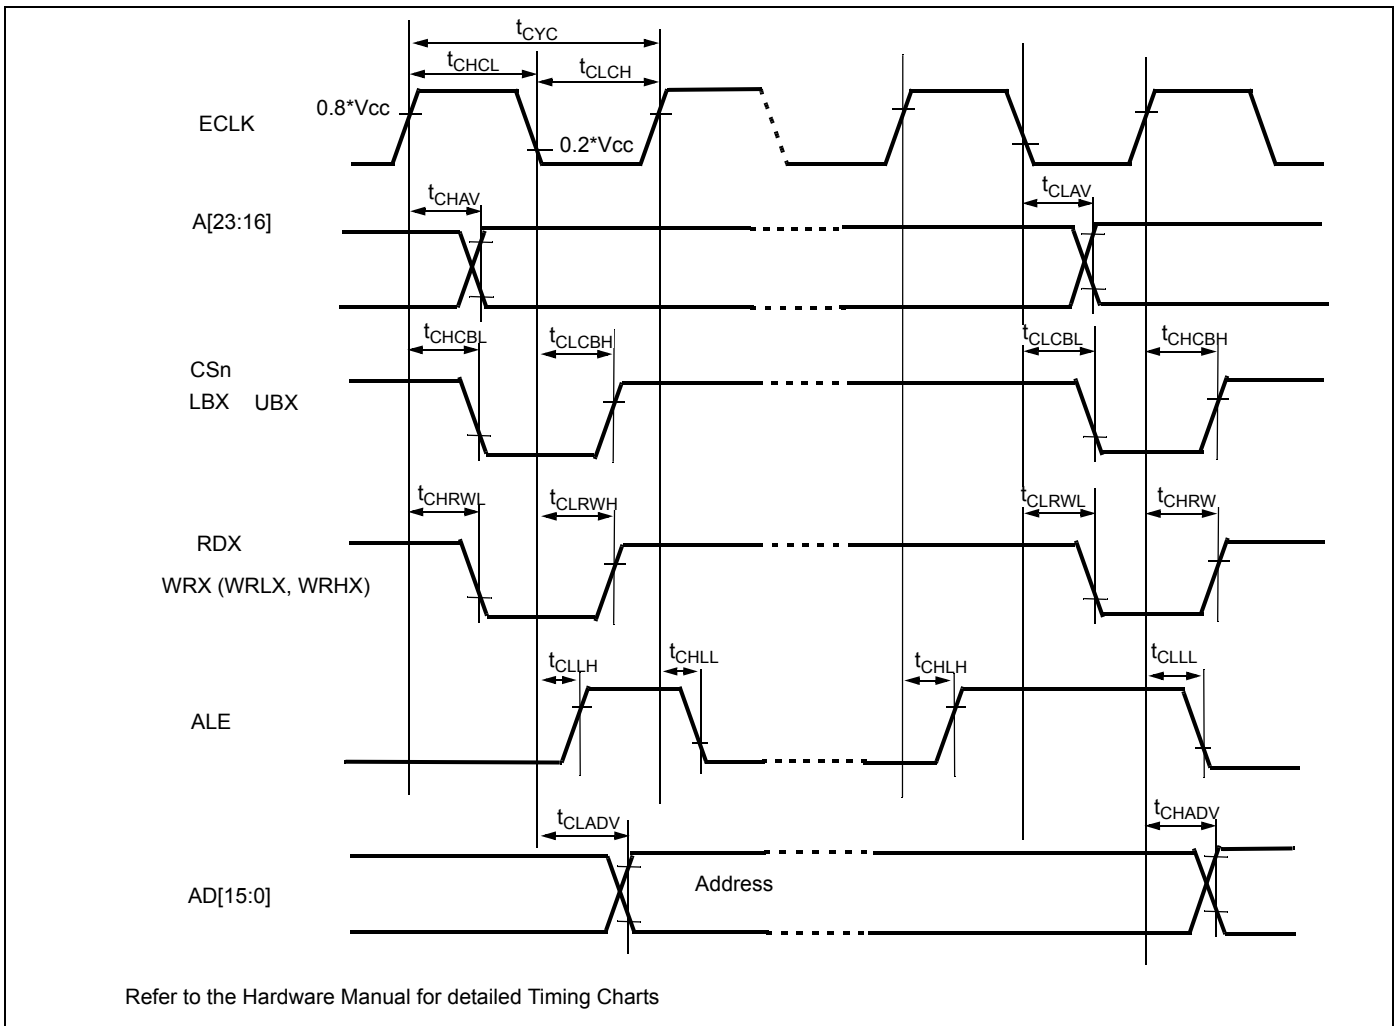 tCYC
tCHCL
tCLCH
0.8*Vcc
ECLK
0.2*Vcc
tCHAV
tCLAV
A[23:16]
tCHCBL
tCLCBH
tCLCBL
tCHCBH
CSn
LBX UBX
tCHRWL
tCLRWH
tCLRWL
tCHRW
RDX
WRX (WRLX, WRHX)
tCLLH
tCHLL
tCHLH
tCLLL
ALE
tCLADV
tCHADV
Address
AD[15:0]
Refer to the Hardware Manual for detailed Timing Charts